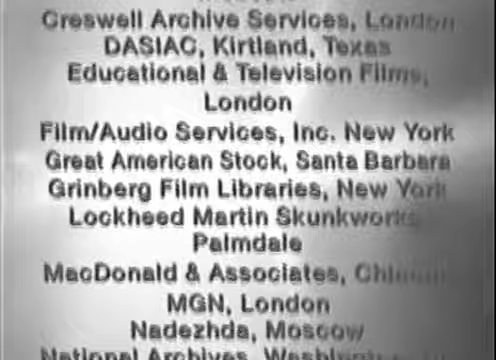 Creswell Archive Services, London
DASIAC, Kirtland, Texas
Educational & Television Films,
London
Film/Audio Services, Inc. New York
Great American Stock, Santa Barbara
Grinberg Film Libraries, New York
Lockheed Martin Skunkworks
Palmdale
MacDonald & Associates,
MGN, London
Nadezhda, Moscow
National Archives,